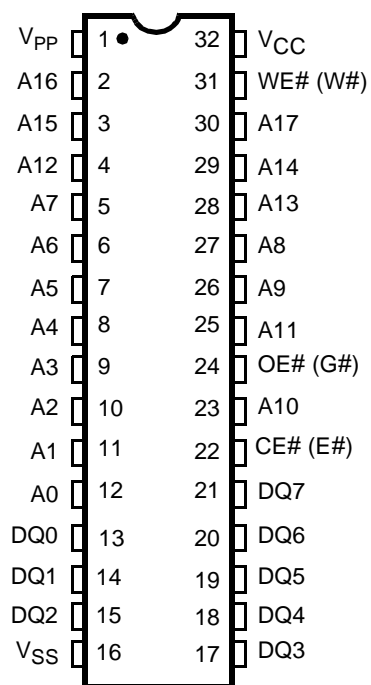 VPP 1 32 VCC
A16 2 31 WE# (W#)
A15 3 30 A17
A12 4 29 A14
A7 5 28 A13
A6 6 27 A8
A5 7 26 A9
A4 8 25 A11
A3 9 24 OE# (G#)
A2 10 23 A10
A1 11 22 CE# (E#)
A0 12 21 DQ7
DQ0 13 20 DQ6
DQ1 14 19 DQ5
DQ2 15 18 DQ4
VSS 16 17 DQ3